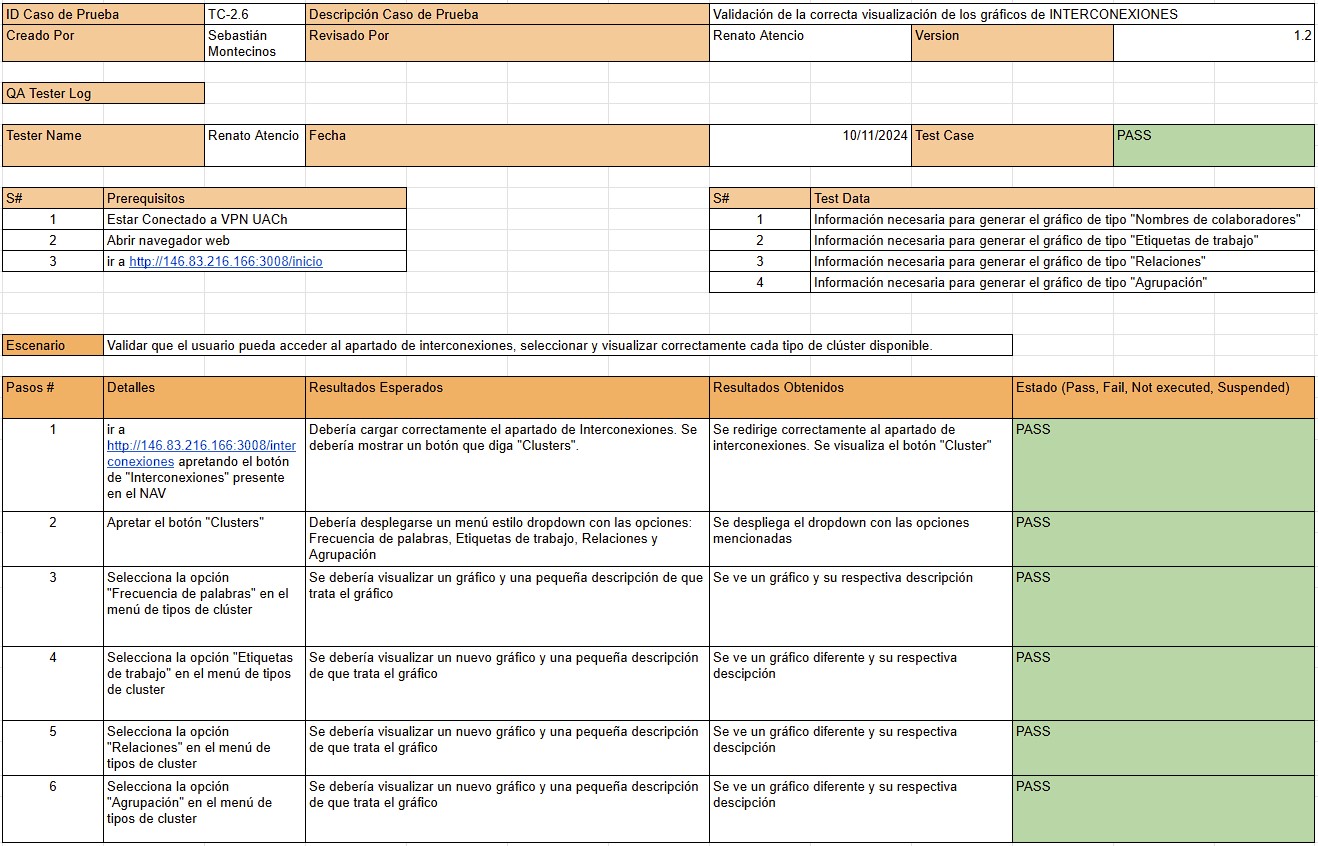 ID Caso de Prueba TC-2.6 Descripción Caso de Prueba Validación de la correcta visualización de los gráficos de INTERCONEXIONES
Creado Por Sebastián Montecinos Revisado Por Renato Atencio Version 1.2
QA Tester Log
Tester Name Renato Atencio Fecha 10/11/2024 Test Case PASS
S# Prerequisitos
1 Estar Conectado a VPN UACh
2 Abrir navegador web
3 ir a http://146.83.216.166:3008/inicio
S# Test Data
1 Información necesaria para generar el gráfico de tipo "Nombres de colaboradores"
2 Información necesaria para generar el gráfico de tipo "Etiquetas de trabajo"
3 Información necesaria para generar el gráfico de tipo "Relaciones"
4 Información necesaria para generar el gráfico de tipo "Agrupación"
Escenario Validar que el usuario pueda acceder al apartado de interconexiones, seleccionar y visualizar correctamente cada tipo de clúster disponible.
Pasos # Detalles Resultados Esperados Resultados Obtenidos Estado (Pass, Fail, Not executed, Suspended)
1
ir a
http://146.83.216.166:3008/inter
conexiones apretando el botón
de "Interconexiones" presente
en el NAV
Debería cargar correctamente el apartado de Interconexiones. Se
debería mostrar un botón que diga "Clusters".
Se redirige correctamente al apartado de
interconexiones. Se visualiza el botón "Cluster"
PASS
2
Apretar el botón "Clusters"
Debería desplegarse un menú estilo dropdown con las opciones:
Frecuencia de palabras, Etiquetas de trabajo, Relaciones y
Agrupación
Se despliega el dropdown con las opciones
mencionadas
PASS
3
Selecciona la opción
"Frecuencia de palabras" en el
menú de tipos de clúster
Se debería visualizar un gráfico y una pequeña descripción de que
trata el gráfico
Se ve un gráfico y su respectiva descripción
PASS
4
Selecciona la opción "Etiquetas
de trabajo" en el menú de tipos
de cluster
Se debería visualizar un nuevo gráfico y una pequeña descripción
de que trata el gráfico
Se ve un gráfico diferente y su respectiva
descipción
PASS
5
Selecciona la opción
"Relaciones" en el menú de
tipos de cluster
Se debería visualizar un nuevo gráfico y una pequeña descripción
de que trata el gráfico
Se ve un gráfico diferente y su respectiva
descipción
PASS
6
Selecciona la opción
"Agrupación" en el menú de
tipos de cluster
Se debería visualizar un nuevo gráfico y una pequeña descripción
de que trata el gráfico
Se ve un gráfico diferente y su respectiva
descipción
PASS